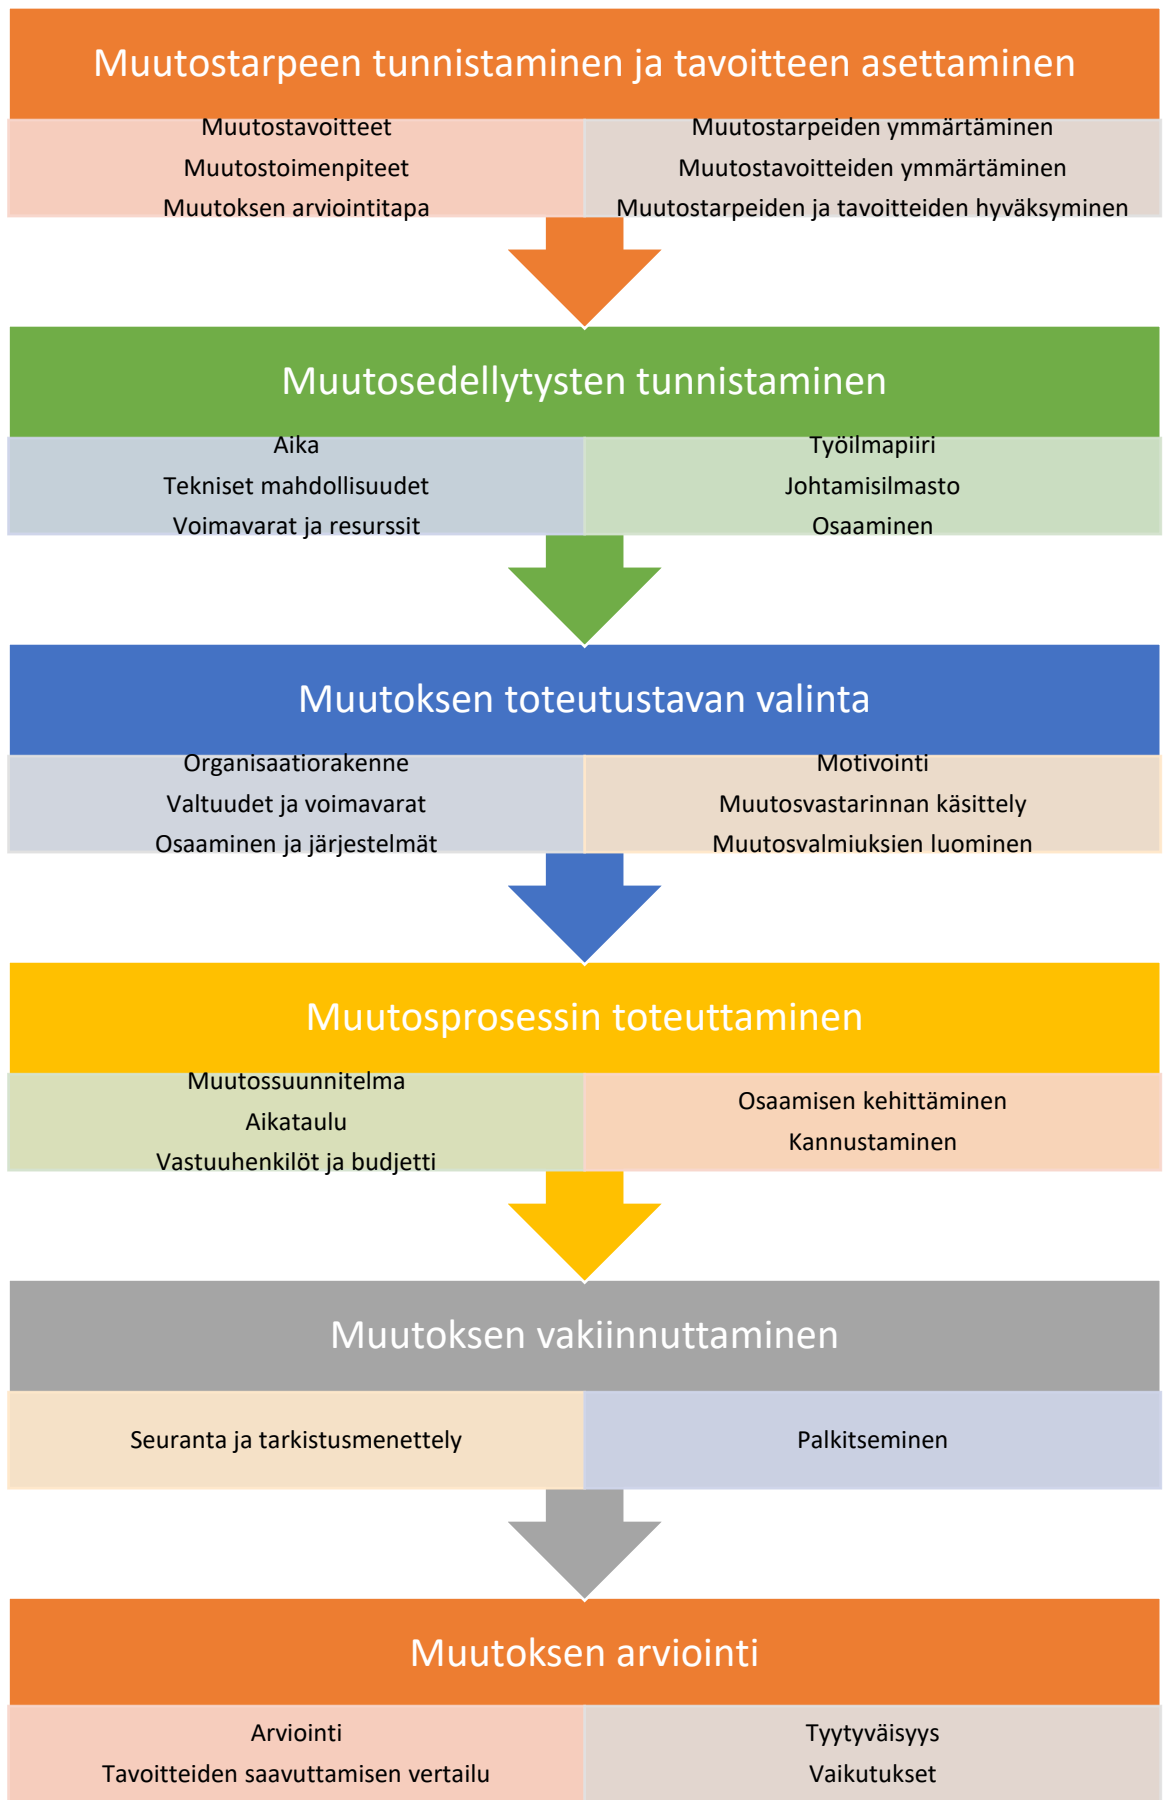 Muutostarpeen tunnistaminen ja tavoitteen asettaminen
Muutostavoitteet
Muutostoimenpiteet
Muutoksen arviointitapa
Muutostarpeiden ymmärtäminen
Muutostavoitteiden ymmärtäminen
Muutostarpeiden ja tavoitteiden hyväksyminen
Muutosedellytysten tunnistaminen
Aika
Tekniset mahdollisuudet
Voimavarat ja resurssit
Työilmapiiri
Johtamisilmasto
Osaaminen
Muutoksen toteutustavan valinta
Organisaatiorakenne
Valtuudet ja voimavarat
Osaaminen ja järjestelmät
Motivointi
Muutosvastarinnan käsittely
Muutosvalmiuksien luominen
Muutosprosessin toteuttaminen
Muutossuunnitelma
Aikataulu
Vastuuhenkilöt ja budjetti
Osaamisen kehittäminen
Kannustaminen
Muutoksen vakiinnuttaminen
Seuranta ja tarkistusmenettely
Palkitseminen
Muutoksen arviointi
Arviointi
Tavoitteiden saavuttamisen vertailu
Tyytyväisyys
Vaikutukset